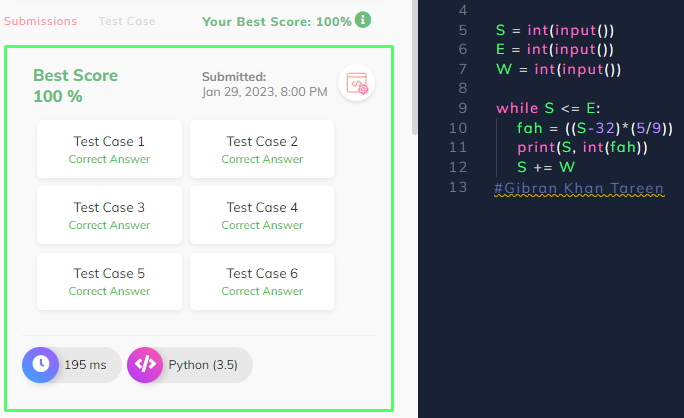 Submissions Test Case Your Best Score: 100% i
Best Score
100 %
Submitted:
Jan 29, 2023, 8:00 PM
Test Case 1
Correct Answer
Test Case 2
Correct Answer
Test Case 3
Correct Answer
Test Case 4
Correct Answer
Test Case 5
Correct Answer
Test Case 6
Correct Answer
195 ms
</> Python (3.5)
4
5 S = int(input())
6 E = int(input())
7 W = int(input())
8
9 while S <= E:
10 fah = ((S-32)*(5/9))
11 print(S, int(fah))
12 S += W
13 #Gibran Khan Tareen